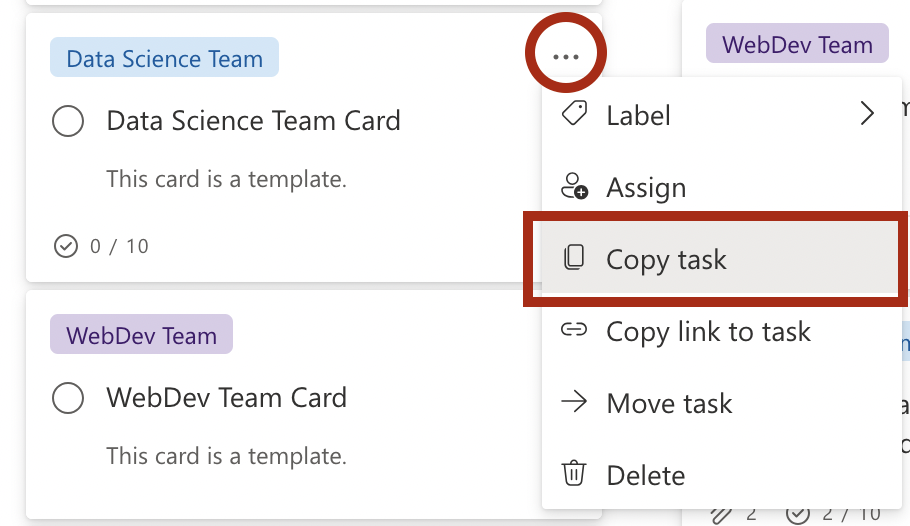 Data Science Team
...
Data Science Team Card
This card is a template.
0 / 10
WebDev Team
WebDev Team Card
This card is a template.
Label
Assign
Copy task
Copy link to task
Move task
Delete
WebDev Team
2
2 / 10